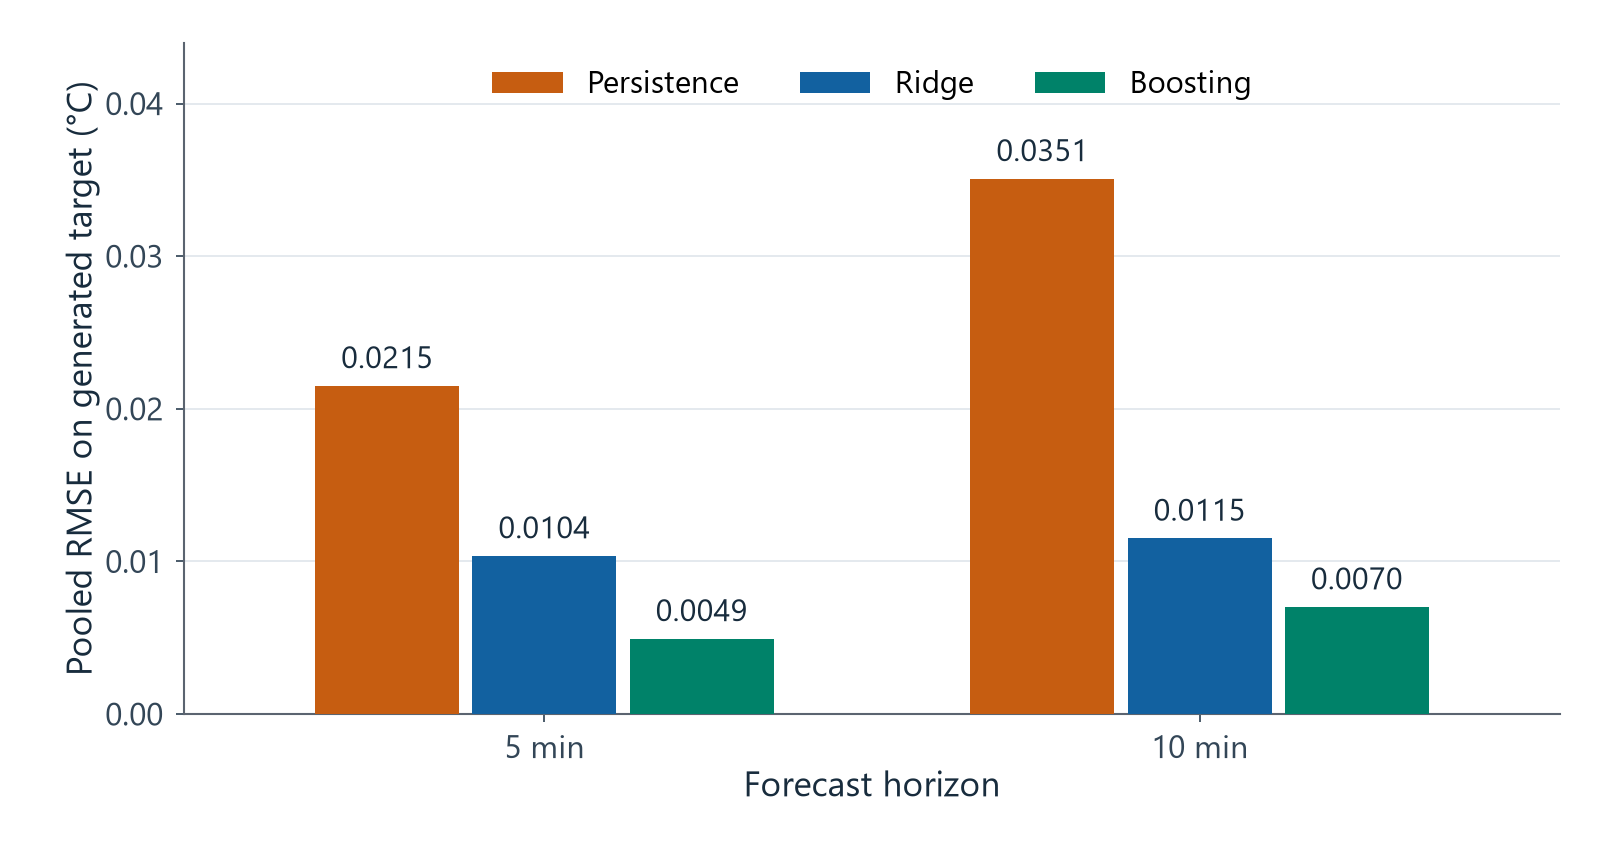 Persistence Ridge Boosting
Pooled RMSE on generated target (°C)
0.04
0.03
0.02
0.01
0.00
0.0215
0.0104
0.0049
0.0351
0.0115
0.0070
5 min
10 min
Forecast horizon